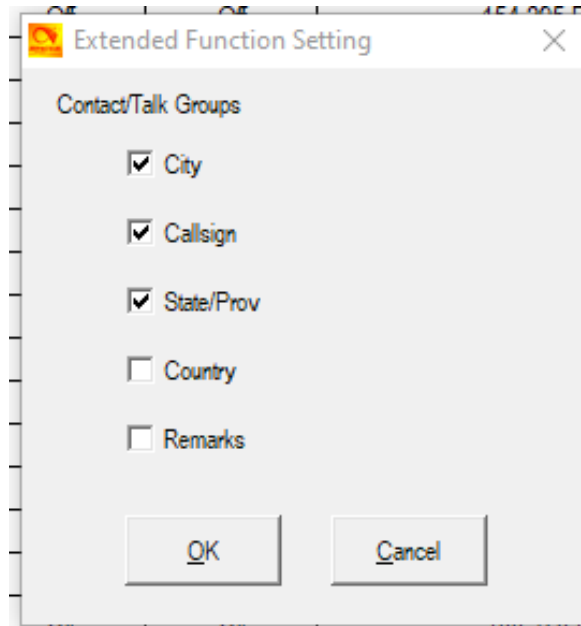 Extended Function Setting
Contact/Talk Groups
City
Callsign
State/Prov
Country
Remarks
OK Cancel